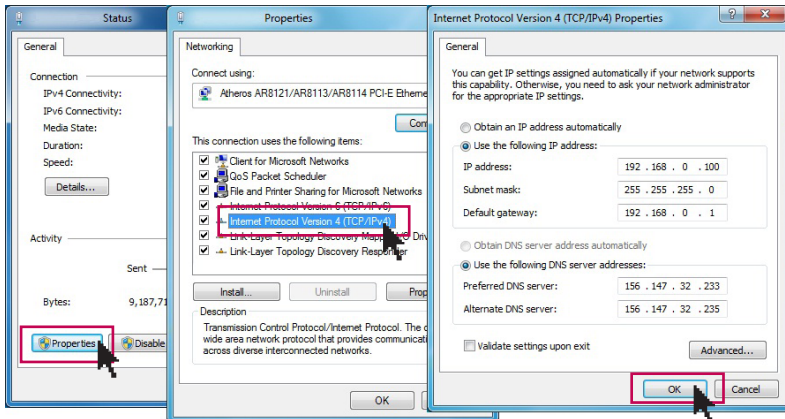 Status
General
Connection
IPv4 Connectivity:
IPv6 Connectivity:
Media State:
Duration:
Speed:
Details...
Activity
Sent
Bytes: 9,187,71
Properties Disable
Properties
Networking
Connect using:
Atheros AR8121/AR8113/AR8114 PCI-E Etherne
Con
This connection uses the following items:
Client for Microsoft Networks
QoS Packet Scheduler
File and Printer Sharing for Microsoft Networks
Internet Protocol Version 6 (TCP/IPv6)
Internet Protocol Version 4 (TCP/IPv4)
Link-Layer Topology Discovery Mapper I/O Driv
Link-Layer Topology Discovery Responder
Install... Uninstall Prop
Description
Transmission Control Protocol/Internet Protocol. The d
wide area network protocol that provides communicati
across diverse interconnected networks.
OK
Internet Protocol Version 4 (TCP/IPv4) Properties
General
You can get IP settings assigned automatically if your network supports
this capability. Otherwise, you need to ask your network administrator
for the appropriate IP settings.
Obtain an IP address automatically
Use the following IP address:
IP address: 192 . 168 . 0 . 100
Subnet mask: 255 . 255 . 255 . 0
Default gateway: 192 . 168 . 0 . 1
Obtain DNS server address automatically
Use the following DNS server addresses:
Preferred DNS server: 156 . 147 . 32 . 233
Alternate DNS server: 156 . 147 . 32 . 235
Validate settings upon exit
Advanced...
OK Cancel